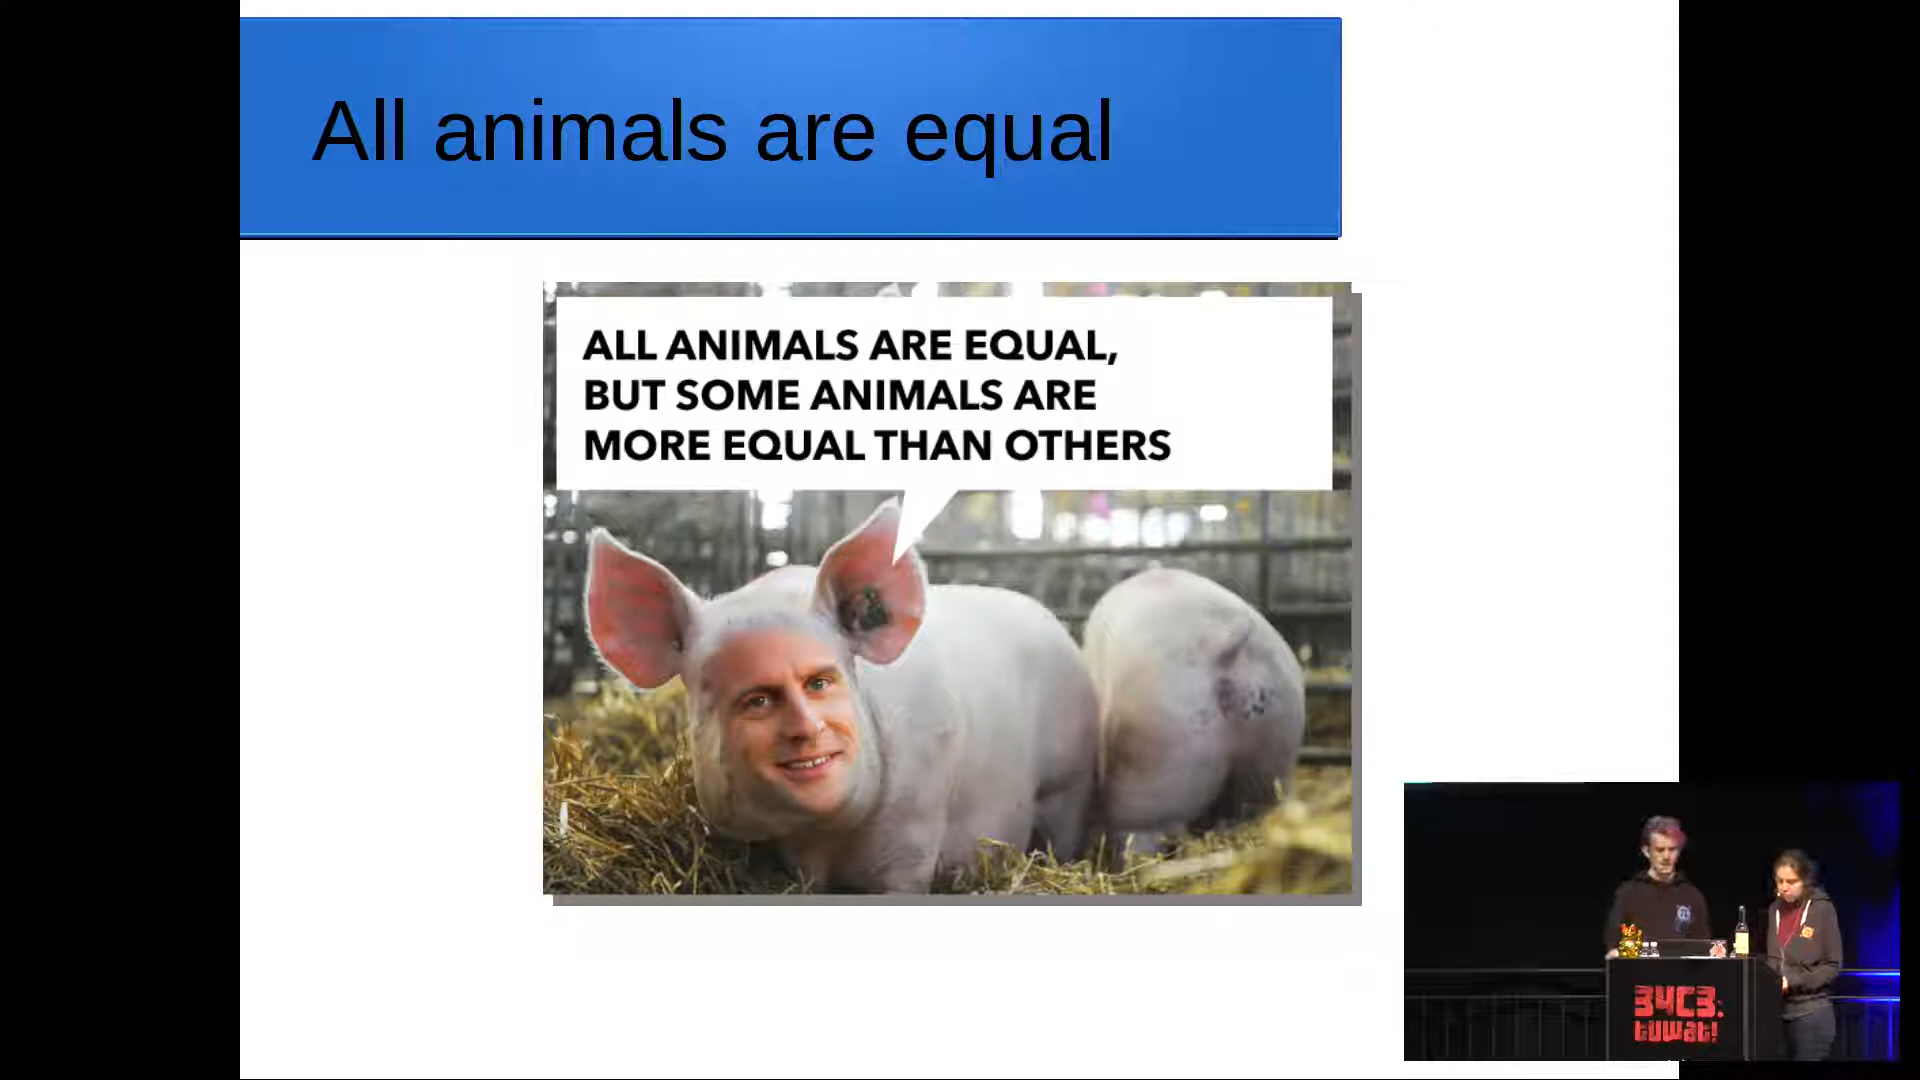 All animals are equal
ALL ANIMALS ARE EQUAL,
BUT SOME ANIMALS ARE
MORE EQUAL THAN OTHERS
34C3:
tuwat!